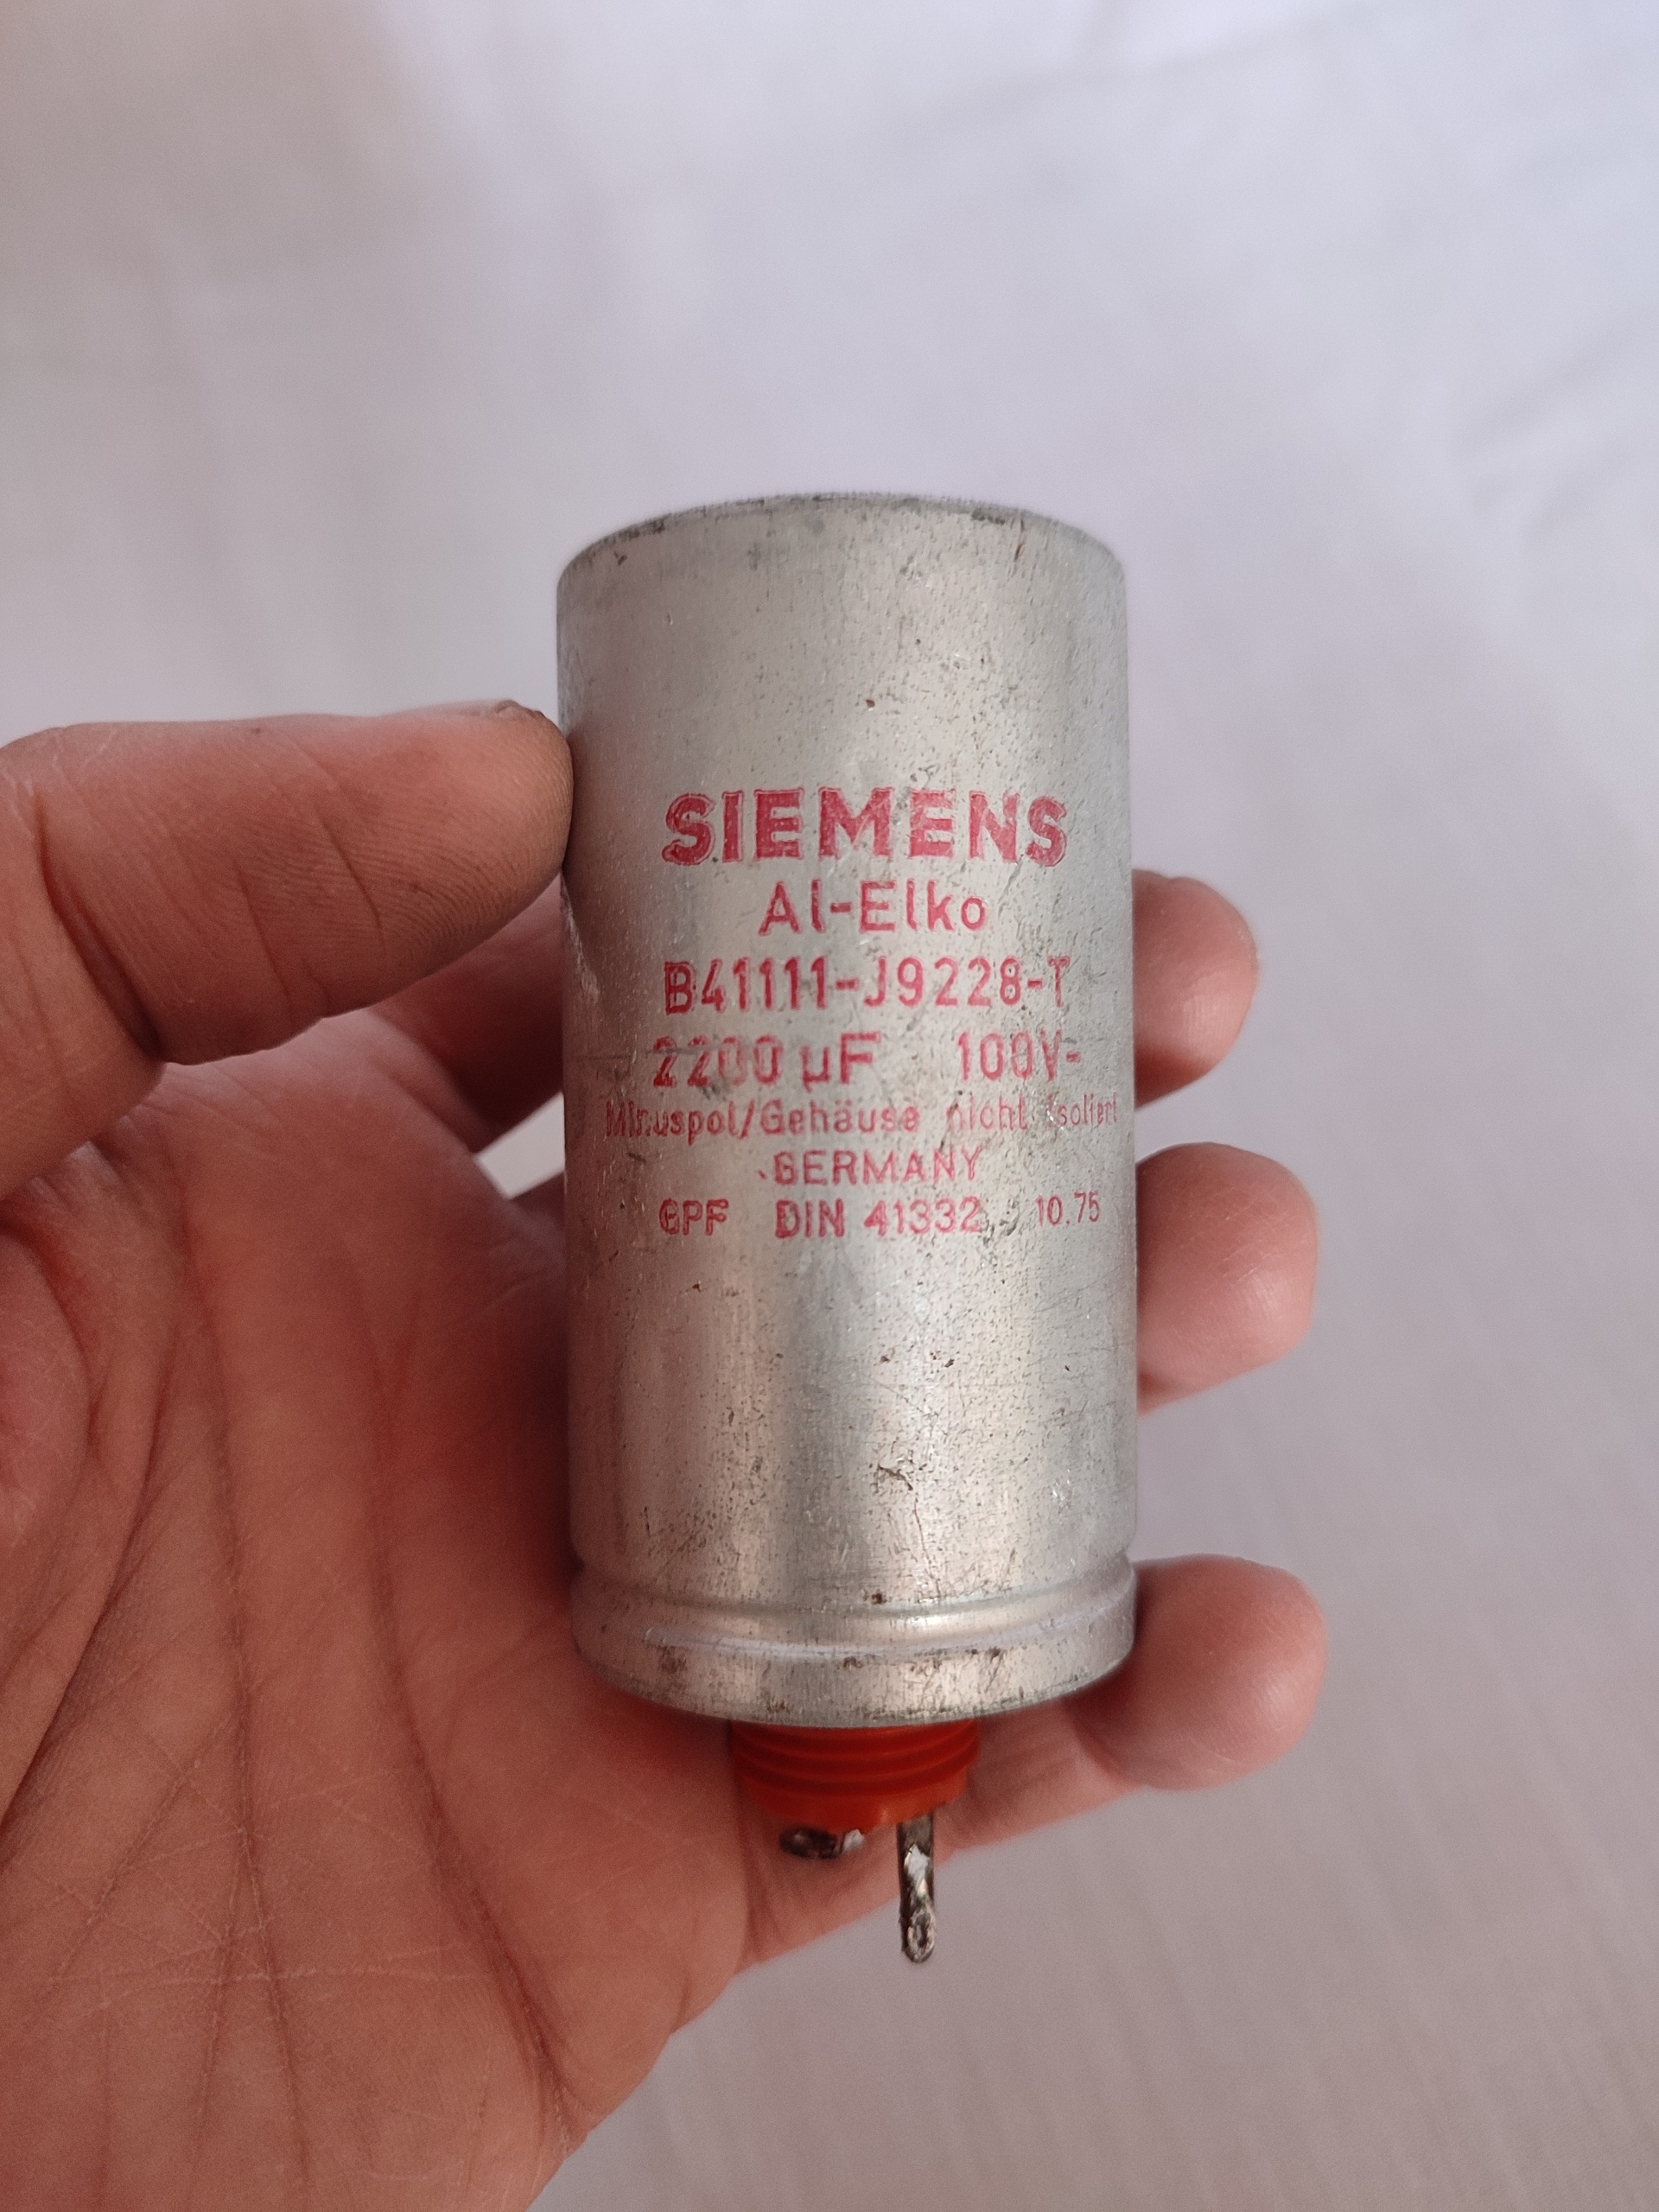 SIEMENS
Al-Elko
B41111-J9228-T
2200 µF 100V-
Minuspol/Gehäuse nicht isoliert
GERMANY
GPF DIN 41332 10.75